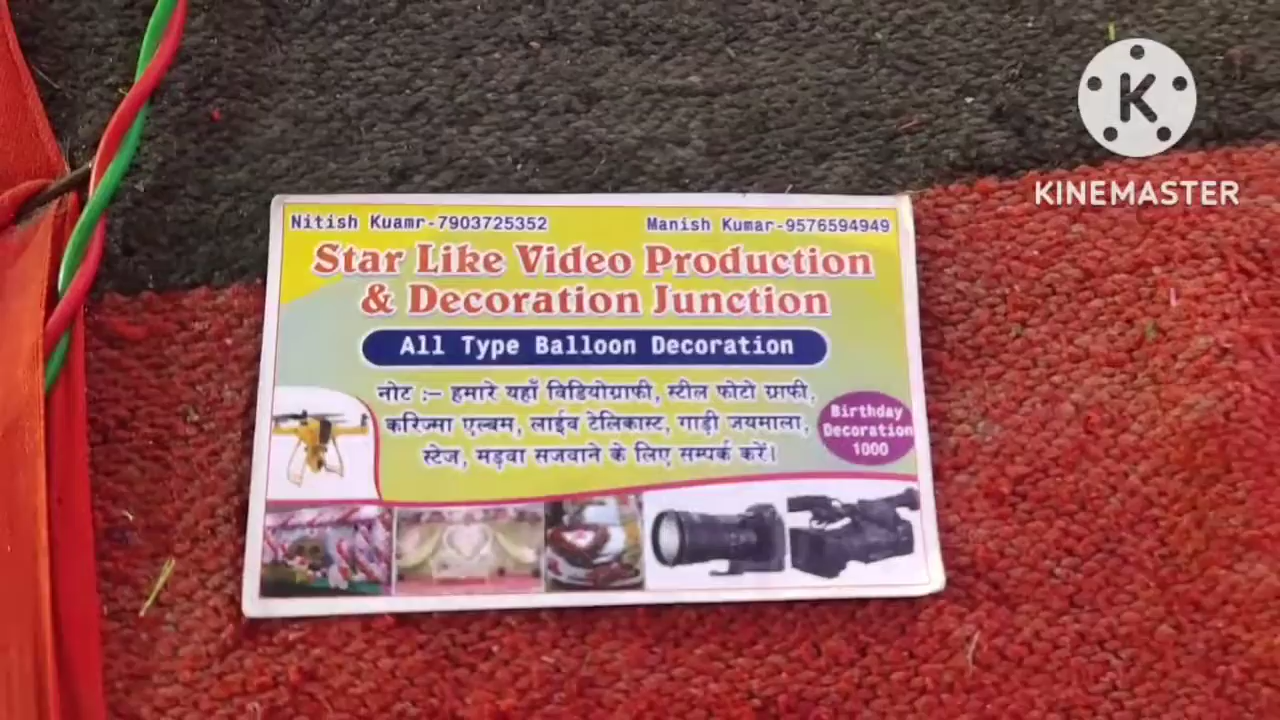 K
KINEMASTER
Nitish Kuamr-7903725352 Manish Kumar-9576594949
Star Like Video Production
& Decoration Junction
All Type Balloon Decoration
नोट :– हमारे यहाँ विडियोग्राफी, स्टील फोटो ग्राफी,
करिज्मा एल्बम, लाईव टेलिकास्ट, गाड़ी जयमाला,
स्टेज, मड़वा सजवाने के लिए सम्पर्क करें।
Birthday
Decoration
1000